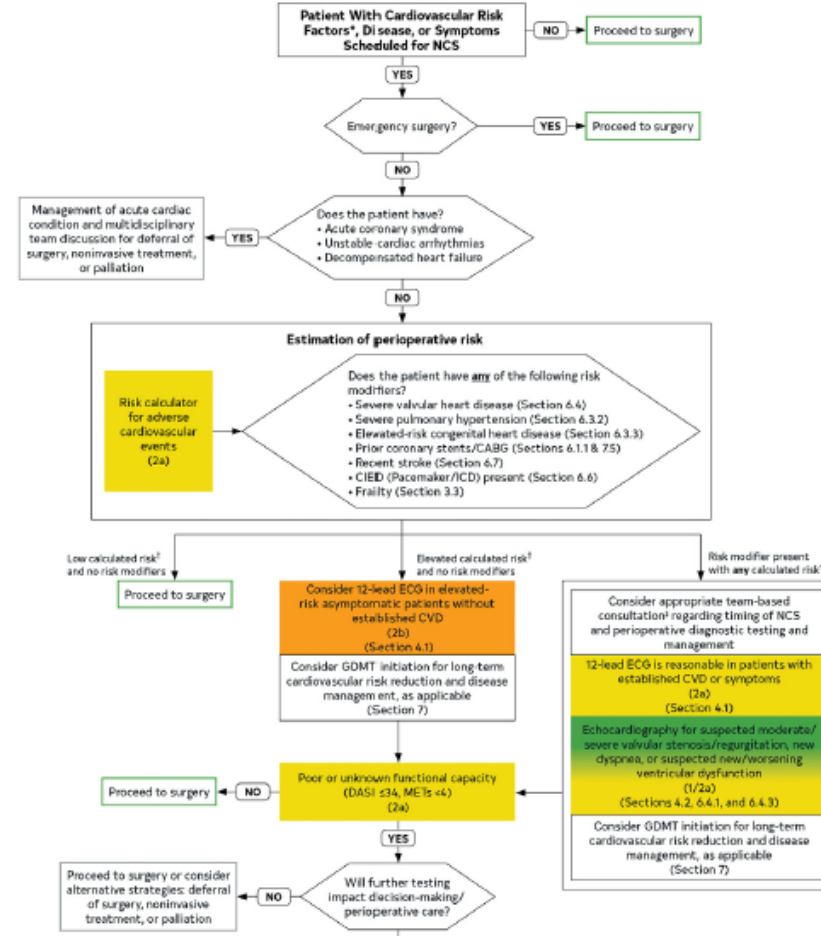 Patient With Cardiovascular Risk
Factors*, Disease, or Symptoms
Scheduled for NCS
NO
Proceed to surgery
YES
Emergency surgery?
YES
Proceed to surgery
NO
Does the patient have?
• Acute coronary syndrome
• Unstable-cardiac arrhythmias
• Decompensated heart failure
YES
Management of acute cardiac
condition and multidisciplinary
team discussion for deferral of
surgery, noninvasive treatment,
or palliation
NO
Estimation of perioperative risk
Risk calculator
for adverse
cardiovascular
events
(2a)
Does the patient have any of the following risk
modifiers?
• Severe valvular heart disease (Section 6.4)
• Severe pulmonary hypertension (Section 6.3.2)
• Elevated-risk congenital heart disease (Section 6.3.3)
• Prior coronary stents/CABG (Sections 6.1.1 & 7.5)
• Recent stroke (Section 6.7)
• CIED (Pacemaker/ICD) present (Section 6.6)
• Frailty (Section 3.3)
Low calculated risk†
and no risk modifiers
Proceed to surgery
Elevated calculated risk†
and no risk modifiers
Consider 12-lead ECG in elevated-
risk asymptomatic patients without
established CVD
(2b)
(Section 4.1)
Consider GDMT initiation for long-term
cardiovascular risk reduction and disease
management, as applicable
(Section 7)
Risk modifier present
with any calculated risk†
Consider appropriate team-based
consultation‡ regarding timing of NCS
and perioperative diagnostic testing and
management
12-lead ECG is reasonable in patients with
established CVD or symptoms
(2a)
(Section 4.1)
Echocardiography for suspected moderate/
severe valvular stenosis/regurgitation, new
dyspnea, or suspected new/worsening
ventricular dysfunction
(1/2a)
(Sections 4.2, 6.4.1, and 6.4.3)
Consider GDMT initiation for long-term
cardiovascular risk reduction and disease
management, as applicable
(Section 7)
Poor or unknown functional capacity
(DASI ≤34, METs <4)
(2a)
NO
Proceed to surgery
YES
Will further testing
impact decision-making/
perioperative care?
NO
Proceed to surgery or consider
alternative strategies: deferral
of surgery, noninvasive
treatment, or palliation